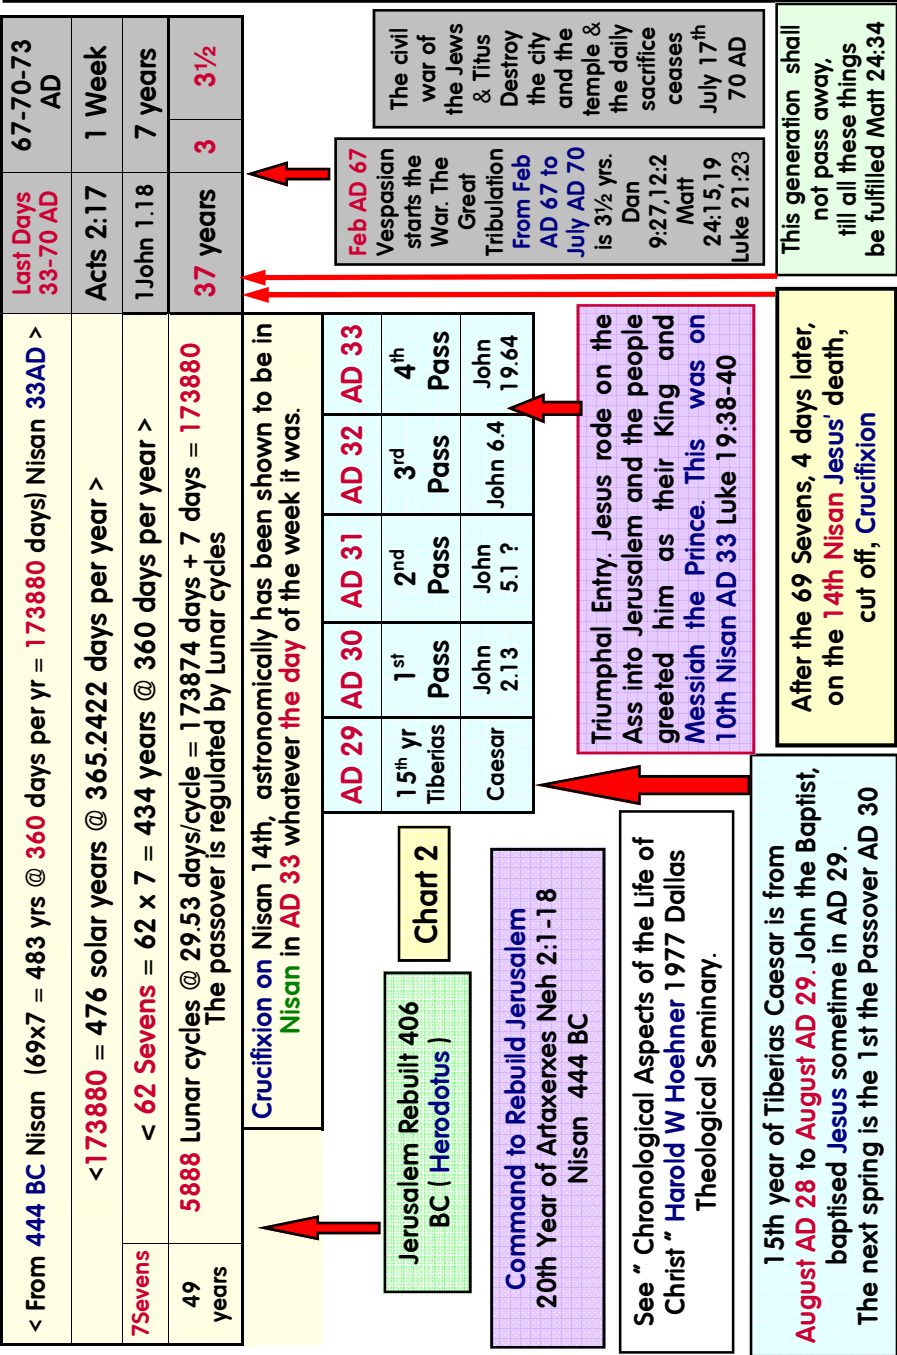 < From 444 BC Nisan (69x7 = 483 yrs @ 360 days per yr = 173880 days) Nisan 33AD >
Last Days
33-70 AD
67-70-73
AD
<173880 = 476 solar years @ 365.2422 days per year >
Acts 2:17
1 Week
7Sevens
< 62 Sevens = 62 x 7 = 434 years @ 360 days per year >
1John 1.18
7 years
49
years
5888 Lunar cycles @ 29.53 days/cycle = 173874 days + 7 days = 173880
The passover is regulated by Lunar cycles
37 years
3
3½
Crucifixion on Nisan 14th, astronomically has been shown to be in
Nisan in AD 33 whatever the day of the week it was.
AD 29
AD 30
AD 31
AD 32
AD 33
15th yr
Tiberias
1st
Pass
2nd
Pass
3rd
Pass
4th
Pass
Caesar
John
2.13
John
5.1 ?
John 6.4
John
19.64
Feb AD 67
Vespasian
starts the
War. The
Great
Tribulation
From Feb
AD 67 to
July AD 70
is 3½ yrs.
Dan
9:27,12:2
Matt
24:15,19
Luke 21:23
The civil
war of
the Jews
& Titus
Destroy
the city
and the
temple &
the daily
sacrifice
ceases
July 17th
70 AD
Jerusalem Rebuilt 406
BC ( Herodotus )
Chart 2
Command to Rebuild Jerusalem
20th Year of Artaxerxes Neh 2:1-18
Nisan 444 BC
Triumphal Entry. Jesus rode on the
Ass into Jerusalem and the people
greeted him as their King and
Messiah the Prince. This was on
10th Nisan AD 33 Luke 19:38-40
See " Chronological Aspects of the Life of
Christ " Harold W Hoehner 1977 Dallas
Theological Seminary.
15th year of Tiberias Caesar is from
August AD 28 to August AD 29. John the Baptist,
baptised Jesus sometime in AD 29.
The next spring is the 1st the Passover AD 30
After the 69 Sevens, 4 days later,
on the 14th Nisan Jesus' death,
cut off, Crucifixion
This generation shall
not pass away,
till all these things
be fulfilled Matt 24:34